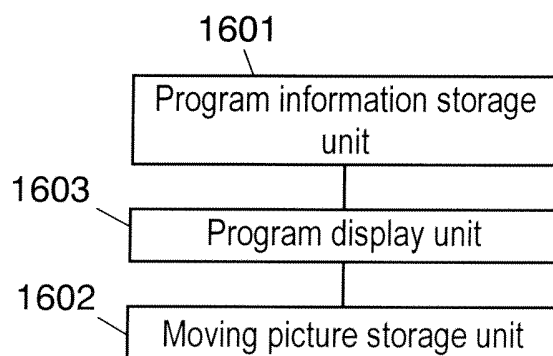 1601
Program information storage
unit
1603
Program display unit
1602
Moving picture storage unit